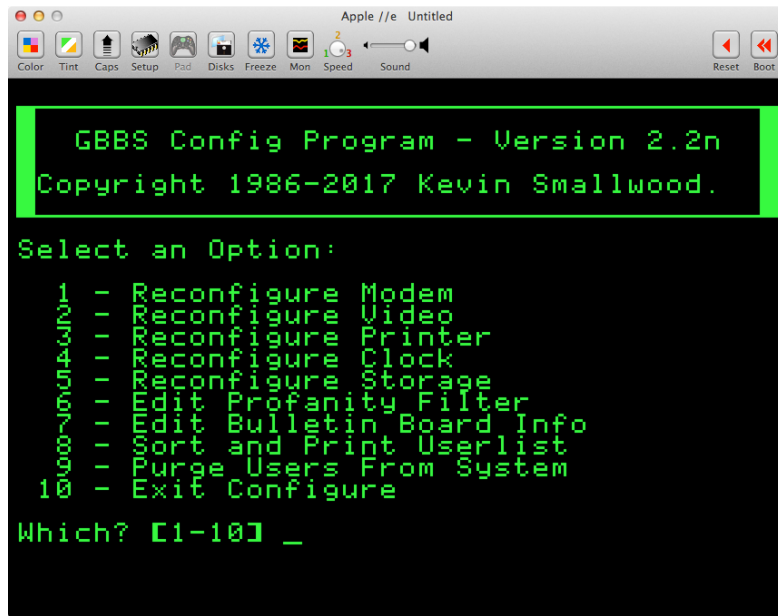 Apple //e Untitled
2
1 3
Color Tint Caps Setup Pad Disks Freeze Mon Speed Sound Reset Boot
GBBS Config Program - Version 2.2n
Copyright 1986-2017 Kevin Smallwood.
Select an Option:
1 - Reconfigure Modem
2 - Reconfigure Video
3 - Reconfigure Printer
4 - Reconfigure Clock
5 - Reconfigure Storage
6 - Edit Profanity Filter
7 - Edit Bulletin Board Info
8 - Sort and Print Userlist
9 - Purge Users From System
10 - Exit Configure
Which? [1-10] _